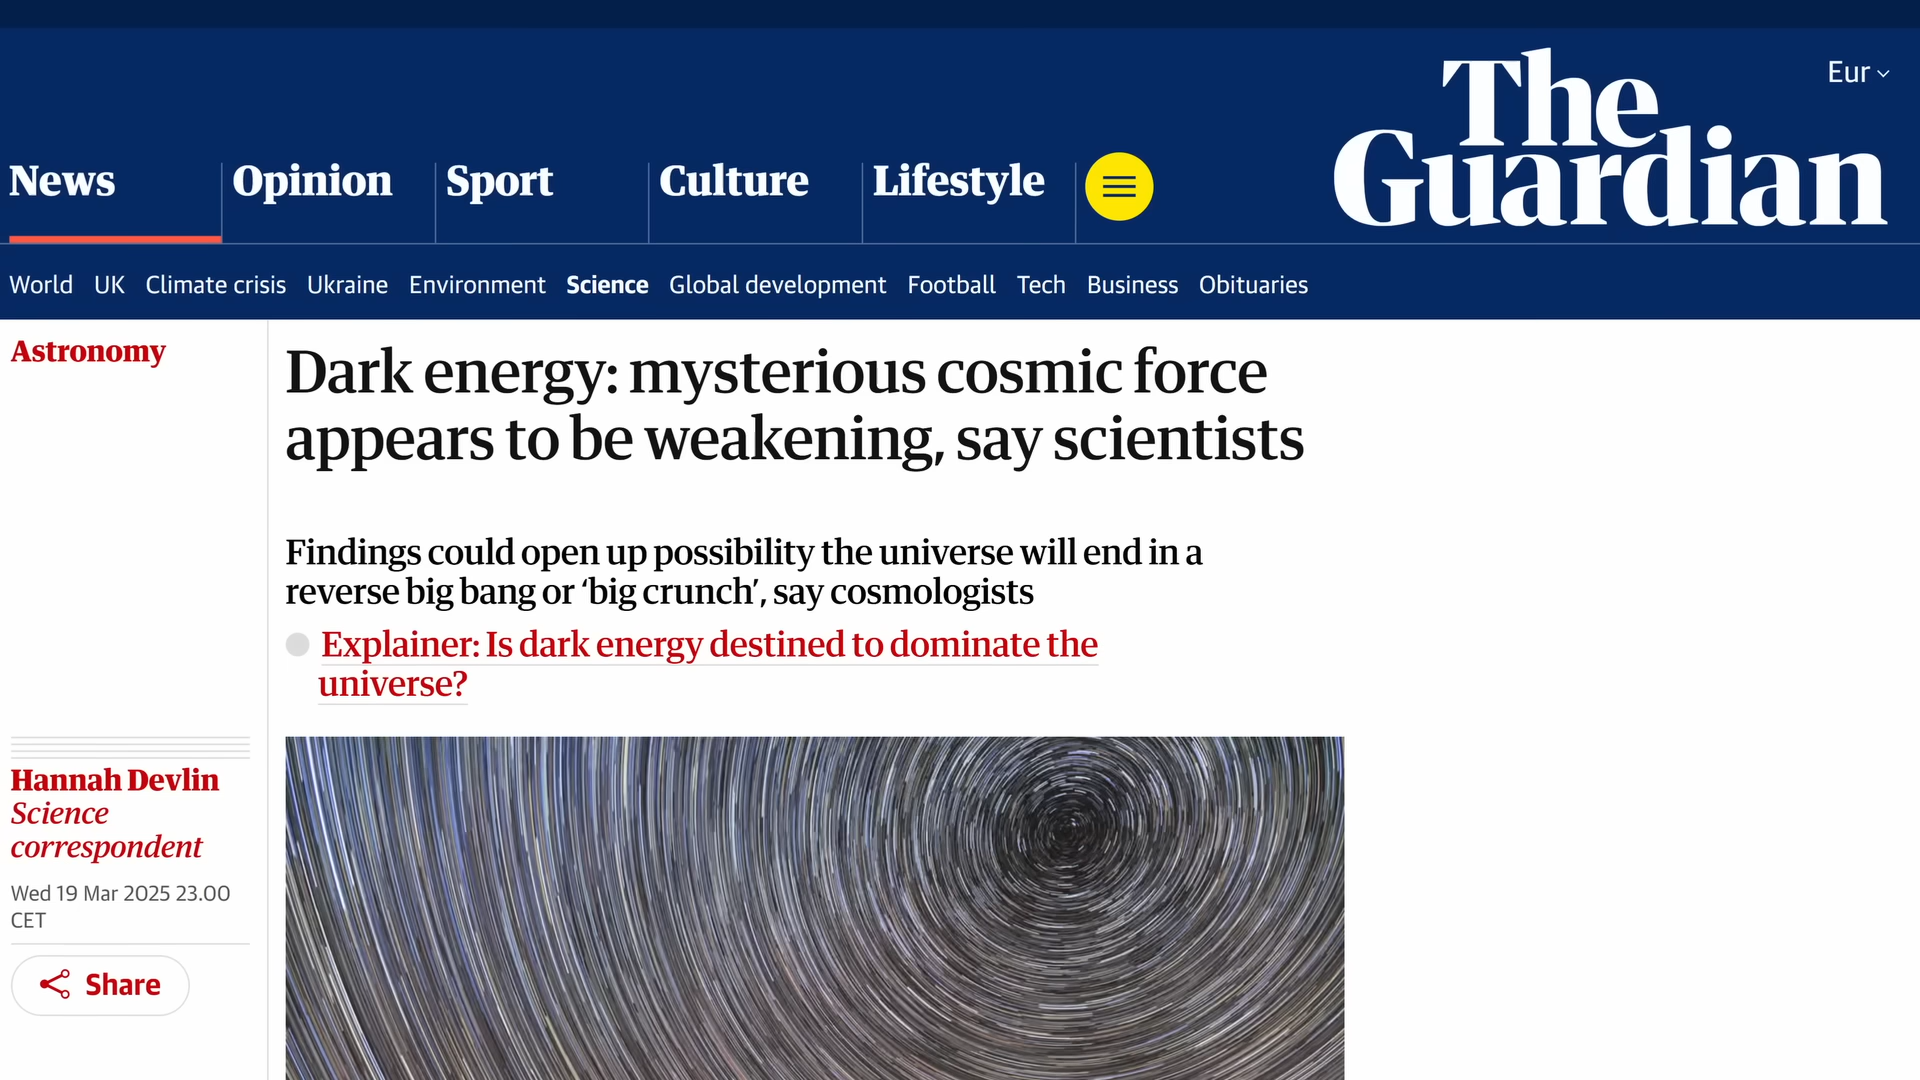 The
Guardian
Eur
News
Opinion
Sport
Culture
Lifestyle
World
UK
Climate crisis
Ukraine
Environment
Science
Global development
Football
Tech
Business
Obituaries
Astronomy
Dark energy: mysterious cosmic force
appears to be weakening, say scientists
Findings could open up possibility the universe will end in a
reverse big bang or ‘big crunch’, say cosmologists
Explainer: Is dark energy destined to dominate the
universe?
Hannah Devlin
Science
correspondent
Wed 19 Mar 2025 23.00
CET
Share